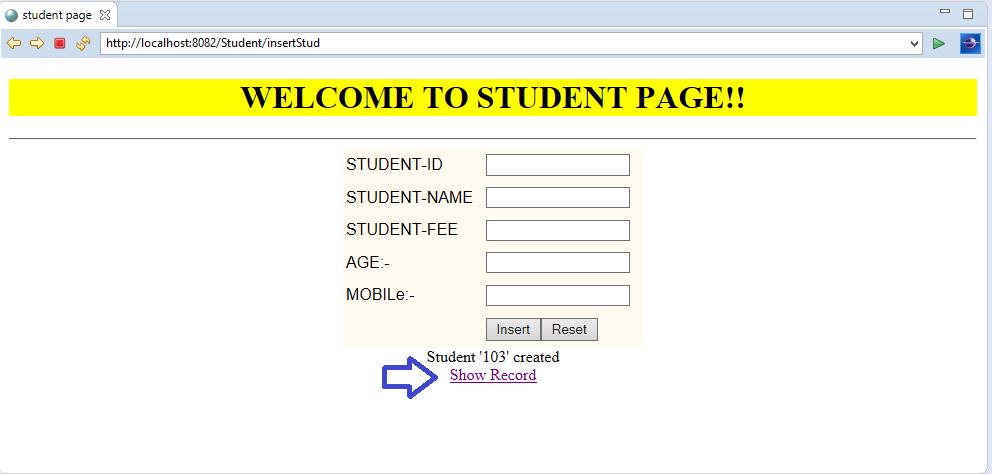 student page
http://localhost:8082/Student/insertStud
WELCOME TO STUDENT PAGE!!
STUDENT-ID
STUDENT-NAME
STUDENT-FEE
AGE:-
MOBILe:-
Insert Reset
Student '103' created
Show Record